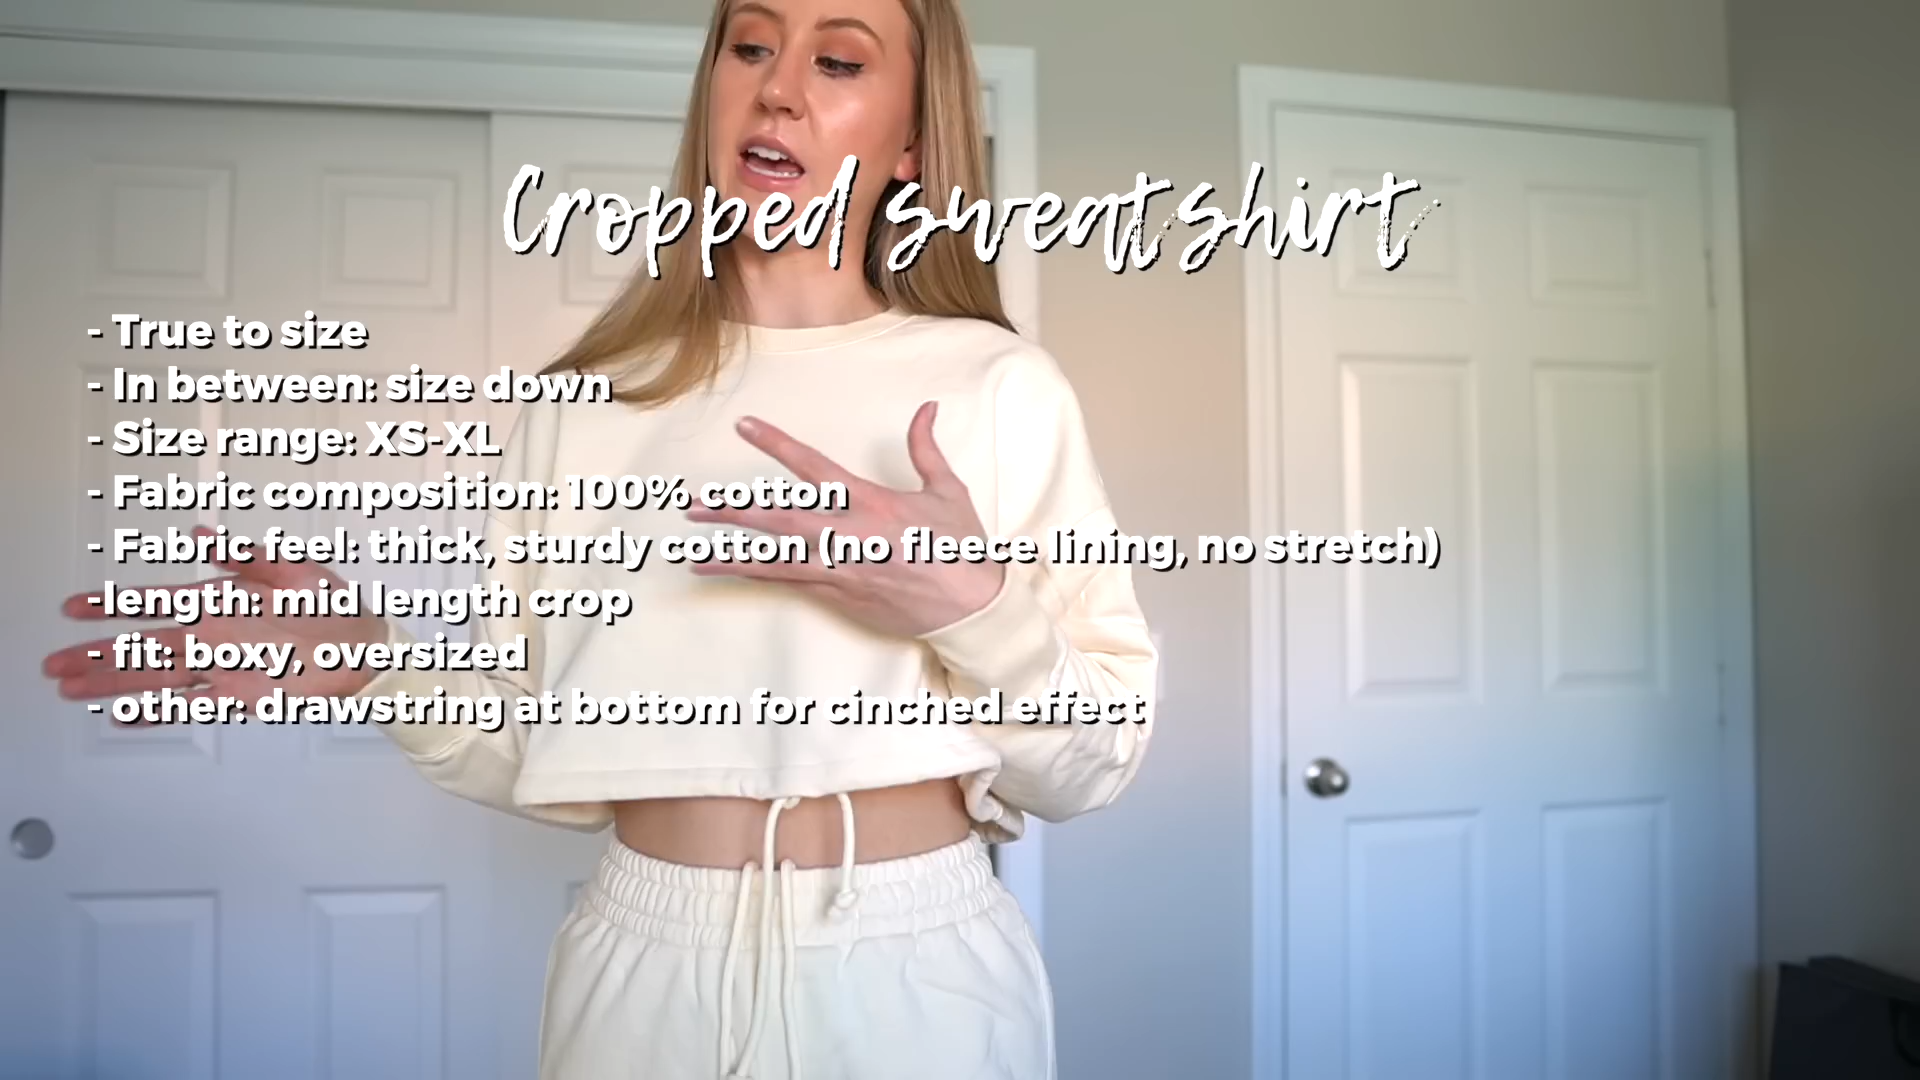 Cropped sweatshirt
- True to size
- In between: size down
- Size range: XS-XL
- Fabric composition: 100% cotton
- Fabric feel: thick, sturdy cotton (no fleece lining, no stretch)
-length: mid length crop
- fit: boxy, oversized
- other: drawstring at bottom for cinched effect